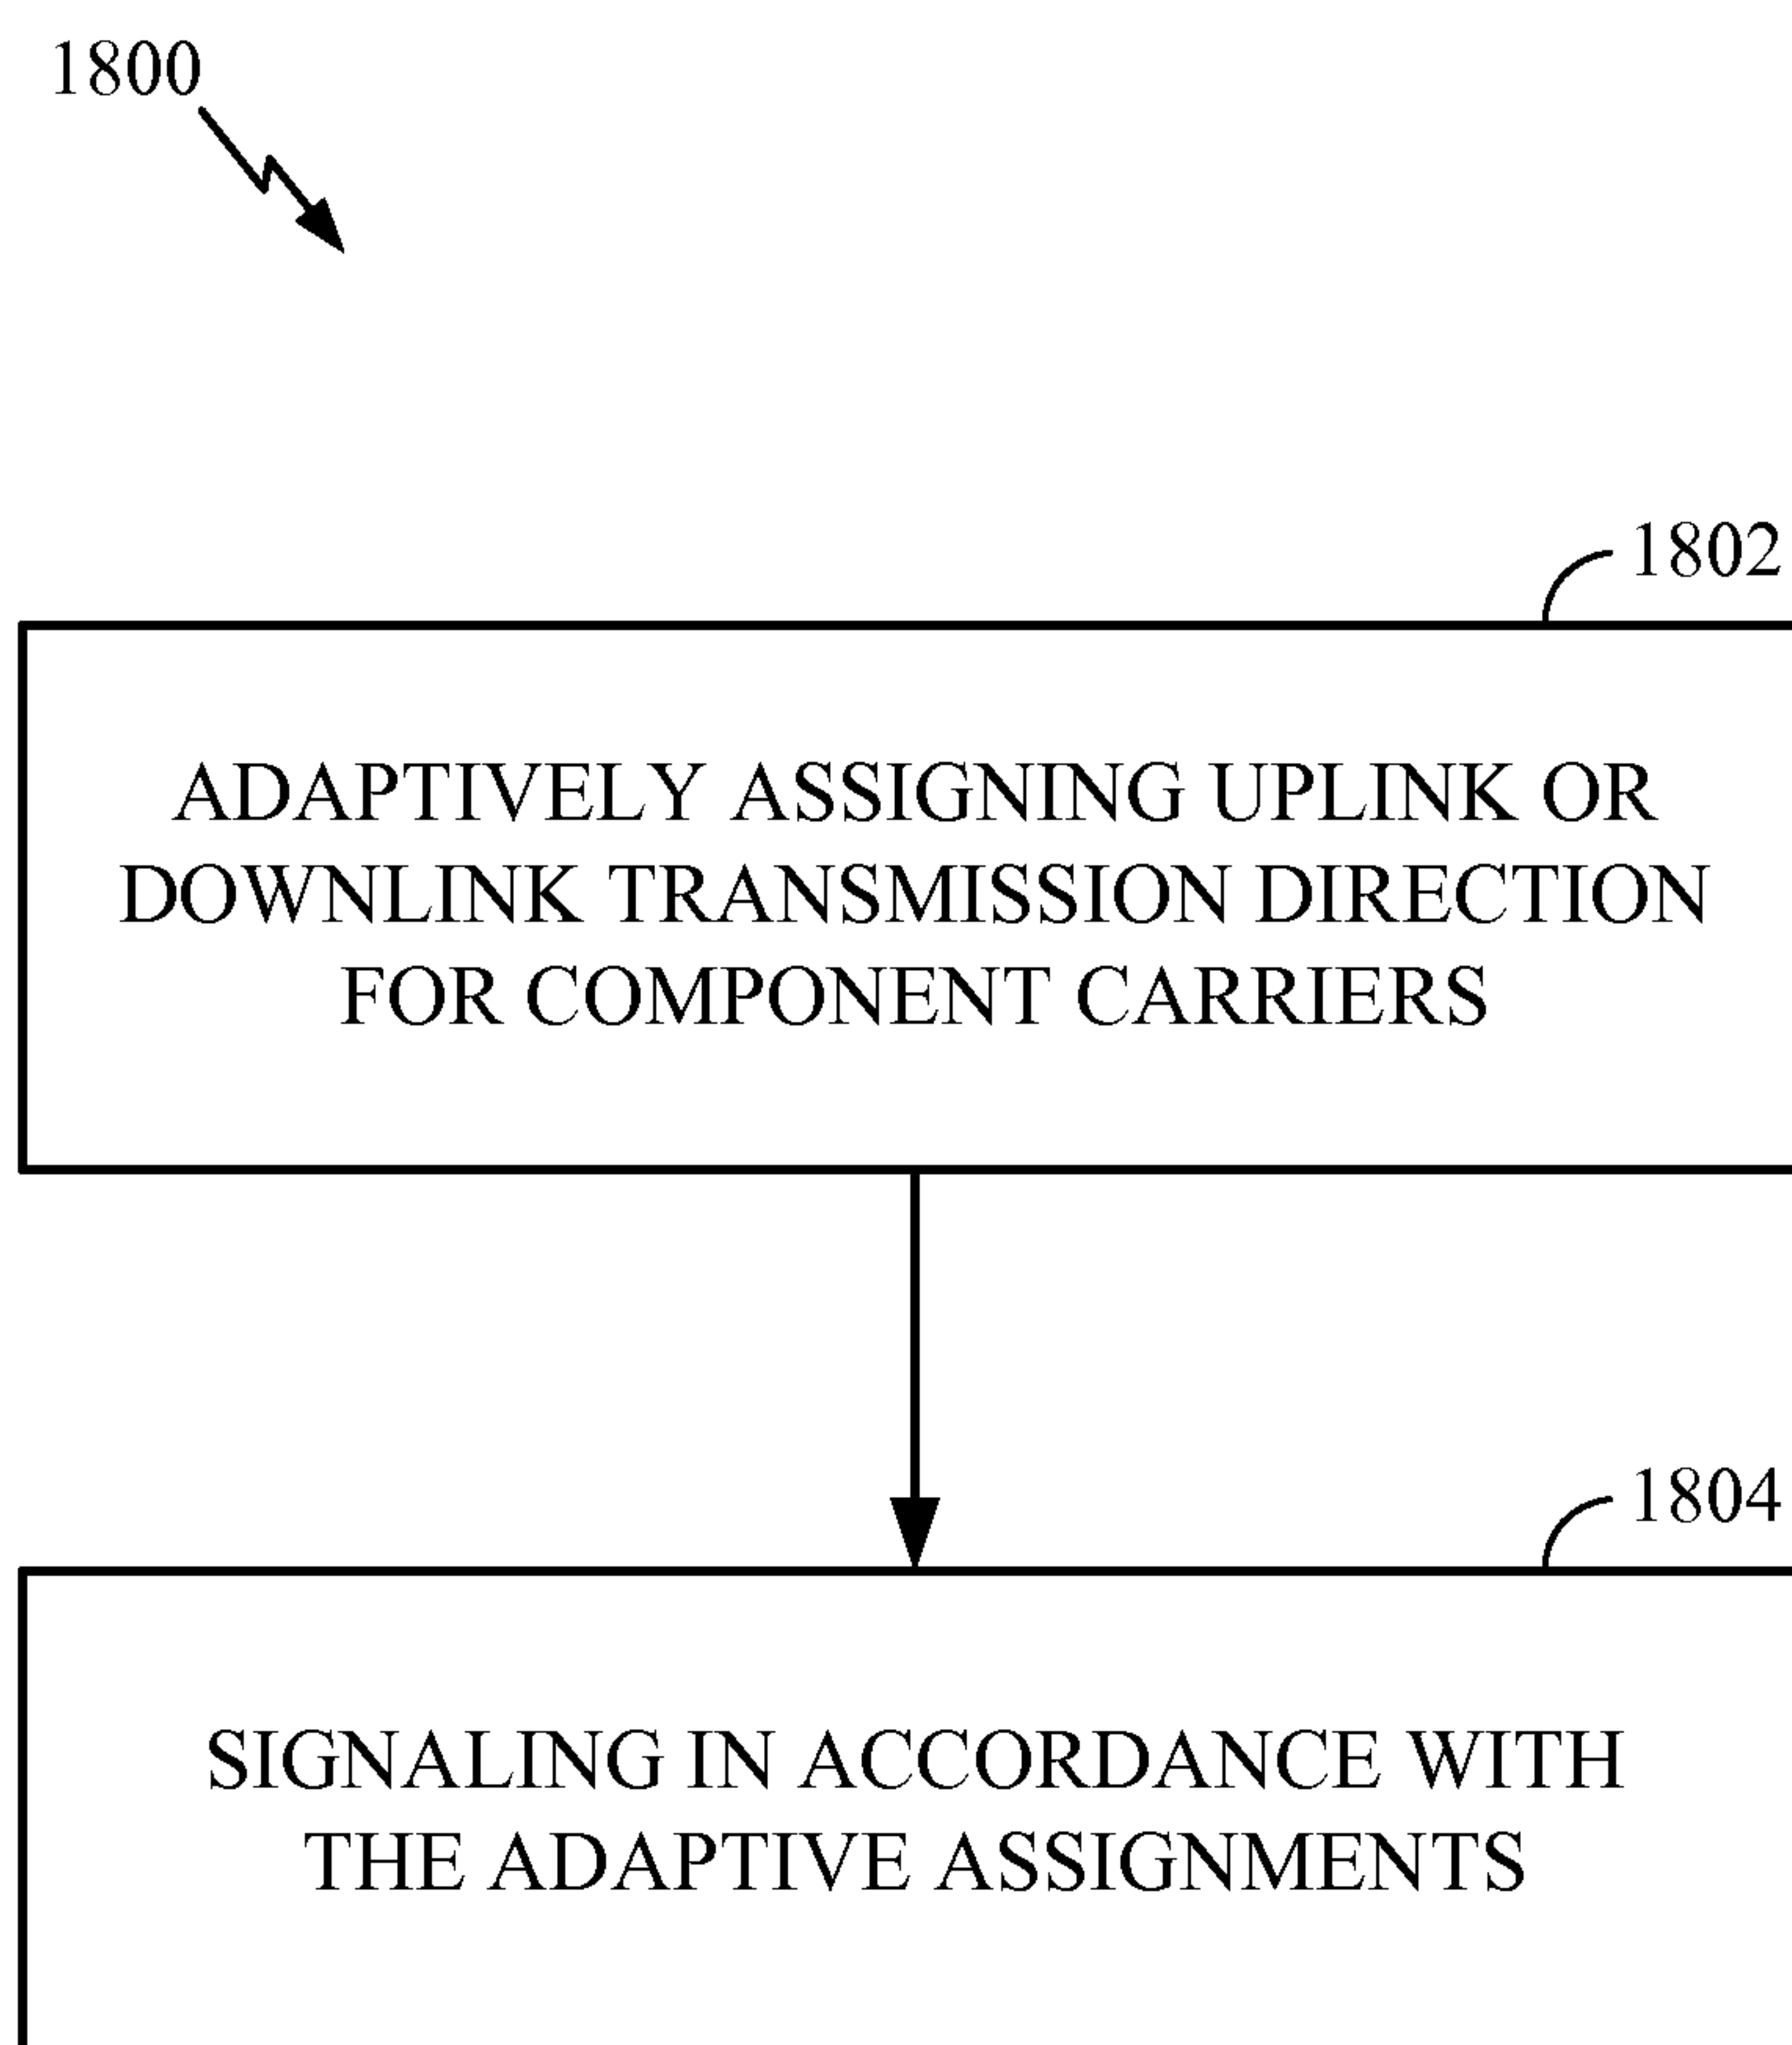 1800
1802
ADAPTIVELY ASSIGNING UPLINK OR
DOWNLINK TRANSMISSION DIRECTION
FOR COMPONENT CARRIERS
1804
SIGNALING IN ACCORDANCE WITH
THE ADAPTIVE ASSIGNMENTS